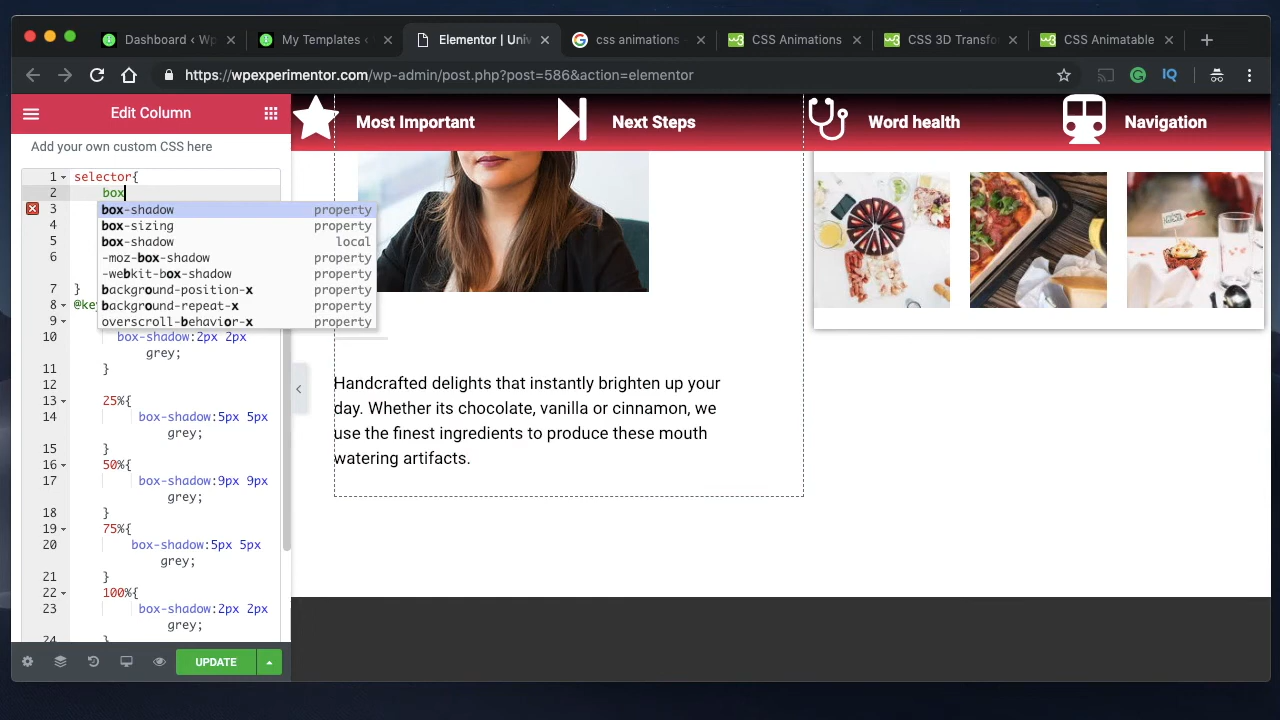 Dashboard ‹ Wp
My Templates ‹
Elementor | Univ
css animations -
CSS Animations
CSS 3D Transfo
CSS Animatable
https://wpexperimentor.com/wp-admin/post.php?post=586&action=elementor
IQ
Edit Column
Most Important
Next Steps
Word health
Navigation
Add your own custom CSS here
1 selector{
2 box
3 box-shadow property
4 box-sizing property
5 box-shadow local
6 -moz-box-shadow property
-webkit-box-shadow property
7 } background-position-x property
8 @key background-repeat-x property
9 overscroll-behavior-x property
10 box-shadow:2px 2px
grey;
11 }
12
13 25%{
14 box-shadow:5px 5px
grey;
15 }
16 50%{
17 box-shadow:9px 9px
grey;
18 }
19 75%{
20 box-shadow:5px 5px
grey;
21 }
22 100%{
23 box-shadow:2px 2px
grey;
24 }
Handcrafted delights that instantly brighten up your
day. Whether its chocolate, vanilla or cinnamon, we
use the finest ingredients to produce these mouth
watering artifacts.
UPDATE